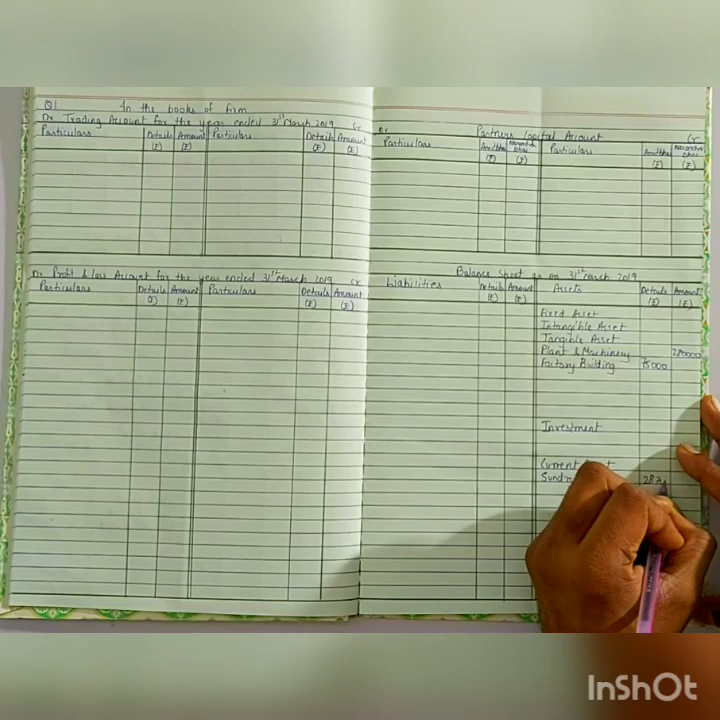 Q1 In the books of Firm
Dr Trading Account for the year ended 31st March 2019 Cr
Particulars Details (₹) Amount (₹) Particulars Details (₹) Amount (₹)
Dr Profit & loss Account for the year ended 31st March 2019 Cr
Particulars Details (₹) Amount (₹) Particulars Details (₹) Amount (₹)
Dr Partners Capital Account Cr
Particulars (₹) (₹) Particulars (₹) (₹)
Balance Sheet as on 31st March 2019
Liabilities Details (₹) Amount (₹) Assets Details (₹) Amount (₹)
Fixed Asset
Intangible Asset
Tangible Asset
Plant & Machinery 280000
Factory Building 75000
Investment
Current
InShOt